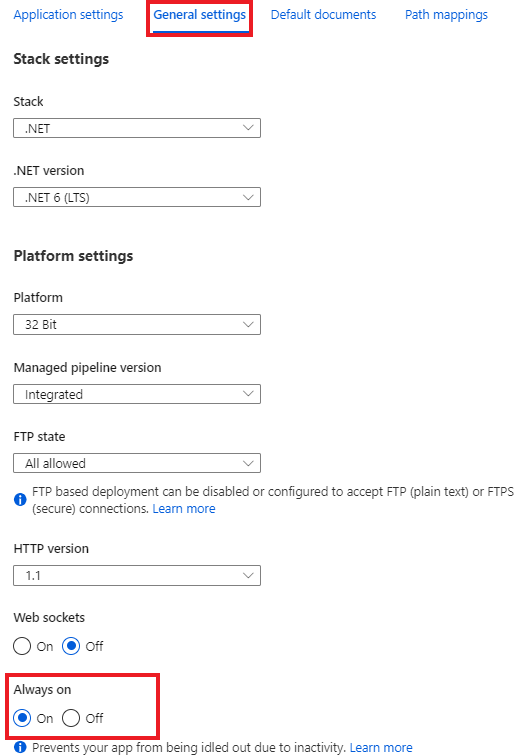 Application settings General settings Default documents Path mappings
Stack settings
Stack
.NET
.NET version
.NET 6 (LTS)
Platform settings
Platform
32 Bit
Managed pipeline version
Integrated
FTP state
All allowed
FTP based deployment can be disabled or configured to accept FTP (plain text) or FTPS
(secure) connections. Learn more
HTTP version
1.1
Web sockets
On Off
Always on
On Off
Prevents your app from being idled out due to inactivity. Learn more